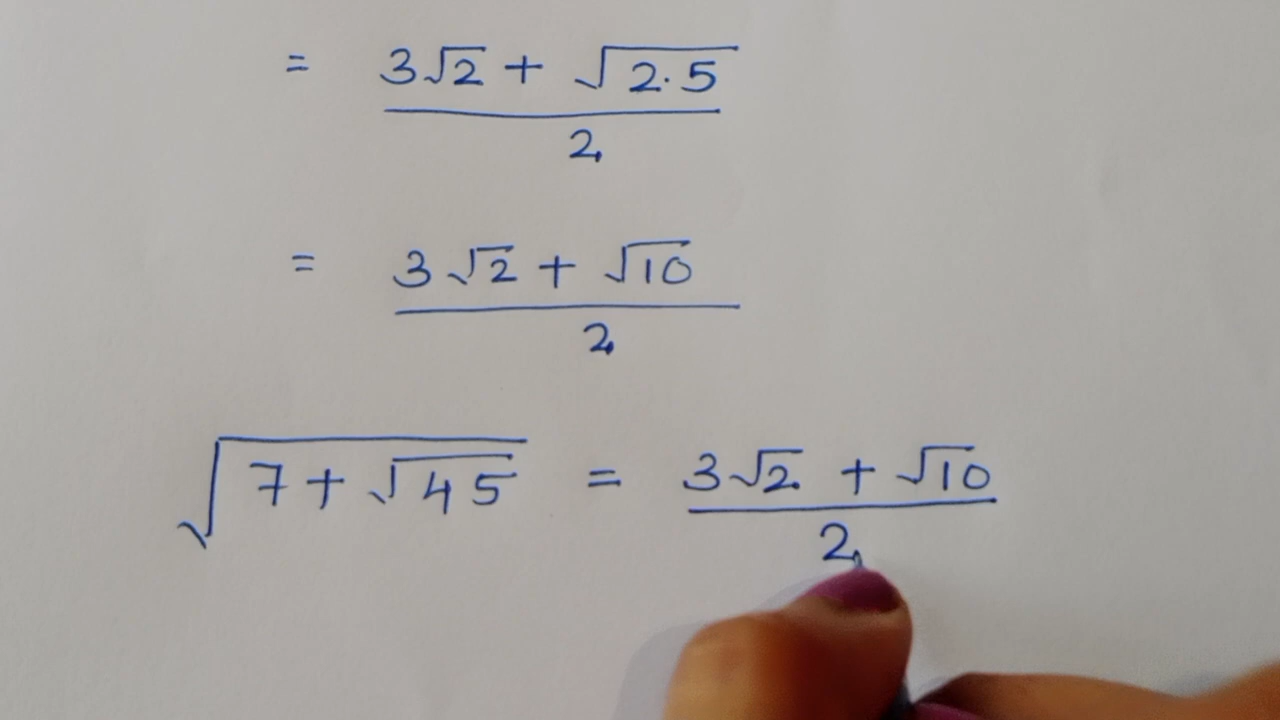 = (3√2 + √(2·5))/2
= (3√2 + √10)/2
√(7 + √45) = (3√2 + √10)/2